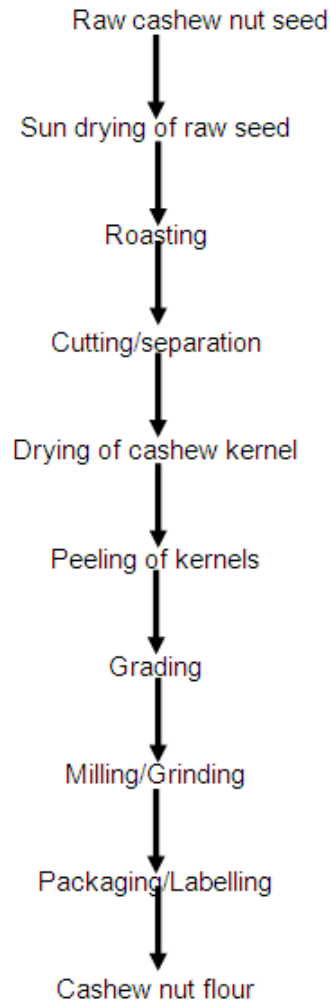 Raw cashew nut seed
Sun drying of raw seed
Roasting
Cutting/separation
Drying of cashew kernel
Peeling of kernels
Grading
Milling/Grinding
Packaging/Labelling
Cashew nut flour